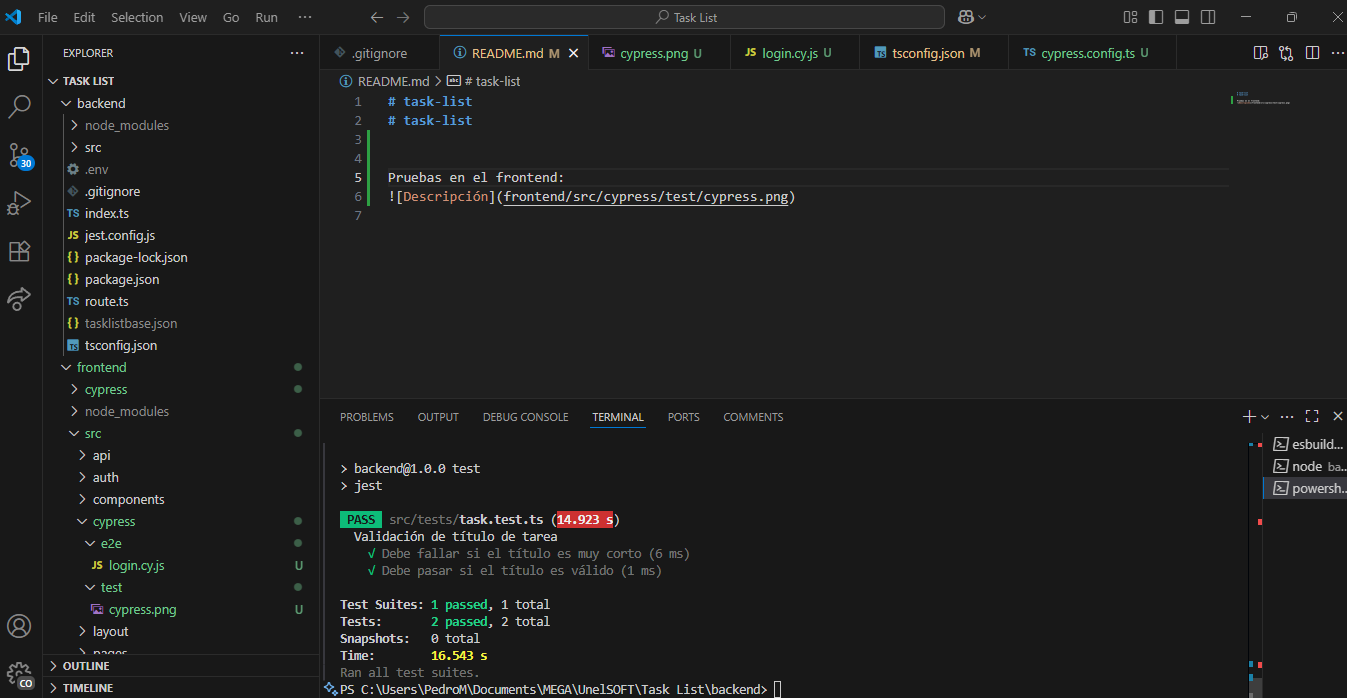 File Edit Selection View Go Run ··· Task List
EXPLORER ···
TASK LIST
backend
node_modules
src
.env
.gitignore
TS index.ts
JS jest.config.js
{} package-lock.json
{} package.json
TS route.ts
{} tasklistbase.json
TS tsconfig.json
frontend
cypress
node_modules
src
api
auth
components
cypress
e2e
JS login.cy.js U
test
cypress.png U
layout
pages
OUTLINE
TIMELINE
30
CO
.gitignore README.md M cypress.png U JS login.cy.js U TS tsconfig.json M TS cypress.config.ts U ···
README.md > abc # task-list
1 # task-list
2 # task-list
3
4
5 Pruebas en el frontend:
6 ![Descripción](frontend/src/cypress/test/cypress.png)
7
PROBLEMS OUTPUT DEBUG CONSOLE TERMINAL PORTS COMMENTS ···
> backend@1.0.0 test
> jest
PASS src/tests/task.test.ts (14.923 s)
Validación de título de tarea
√ Debe fallar si el título es muy corto (6 ms)
√ Debe pasar si el título es válido (1 ms)
Test Suites: 1 passed, 1 total
Tests: 2 passed, 2 total
Snapshots: 0 total
Time: 16.543 s
Ran all test suites.
PS C:\Users\PedroM\Documents\MEGA\UnelSOFT\Task List\backend>
esbuild...
node ba...
powersh...